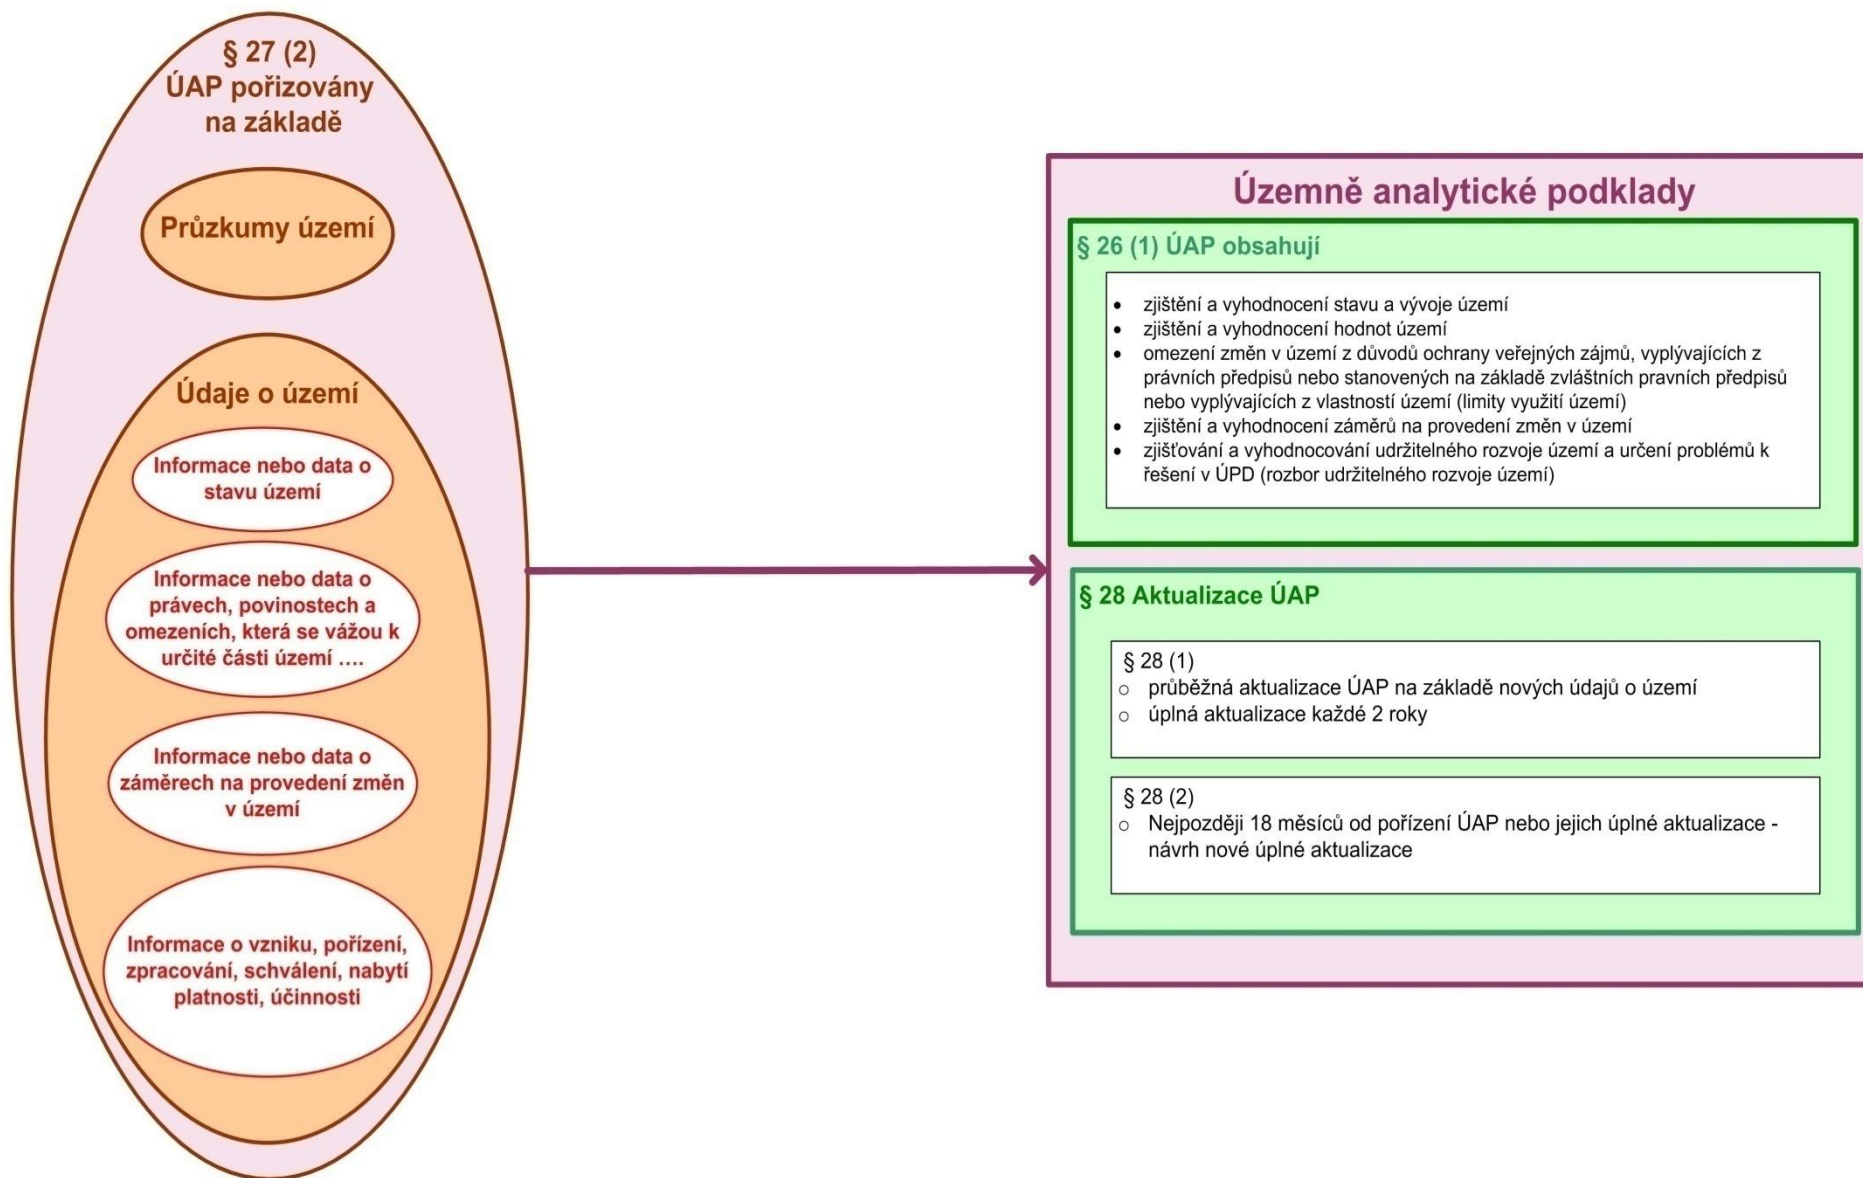 § 27 (2)
ÚAP pořizovány
na základě
Průzkumy území
Údaje o území
Informace nebo data o
stavu území
Informace nebo data o
právech, povinostech a
omezeních, která se vážou k
určité části území ....
Informace nebo data o
záměrech na provedení změn
v území
Informace o vzniku, pořízení,
zpracování, schválení, nabytí
platnosti, účinnosti
Územně analytické podklady
§ 26 (1) ÚAP obsahují
• zjištění a vyhodnocení stavu a vývoje území
• zjištění a vyhodnocení hodnot území
• omezení změn v území z důvodů ochrany veřejných zájmů, vyplývajících z
právních předpisů nebo stanovených na základě zvláštních pravních předpisů
nebo vyplývajících z vlastností území (limity využití území)
• zjištění a vyhodnocení záměrů na provedení změn v území
• zjišťování a vyhodnocování udržitelného rozvoje území a určení problémů k
řešení v ÚPD (rozbor udržitelného rozvoje území)
§ 28 Aktualizace ÚAP
§ 28 (1)
○ průběžná aktualizace ÚAP na základě nových údajů o území
○ úplná aktualizace každé 2 roky
§ 28 (2)
○ Nejpozději 18 měsíců od pořízení ÚAP nebo jejich úplné aktualizace -
návrh nové úplné aktualizace